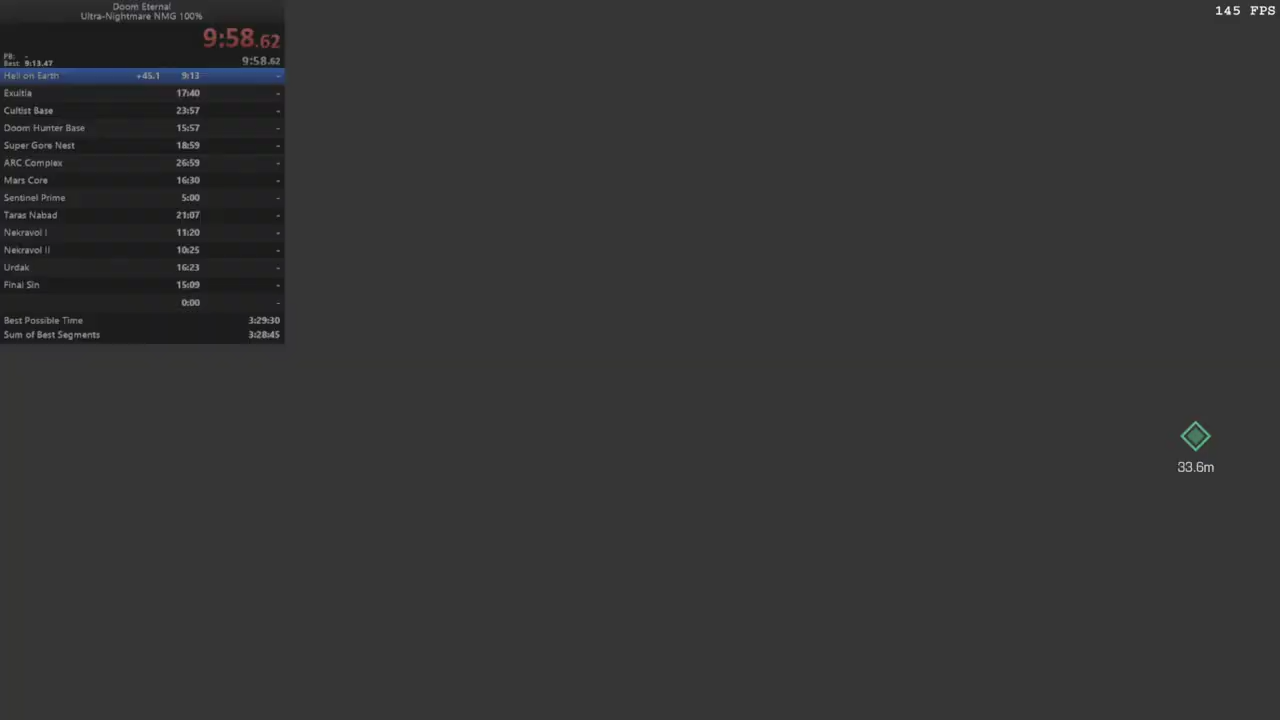 Doom Eternal
Ultra-Nightmare NMG 100%
145 FPS
9:58.62
PB: -
Best: 9:13.47 9:58.62
Hell on Earth +45.1 9:13 -
Exultia 17:40 -
Cultist Base 23:57 -
Doom Hunter Base 15:57 -
Super Gore Nest 18:59 -
ARC Complex 26:59 -
Mars Core 16:30 -
Sentinel Prime 5:00 -
Taras Nabad 21:07 -
Nekravol I 11:20 -
Nekravol II 10:25 -
Urdak 16:23 -
Final Sin 15:09 -
0:00 -
Best Possible Time 3:29:30
Sum of Best Segments 3:28:45
33.6m